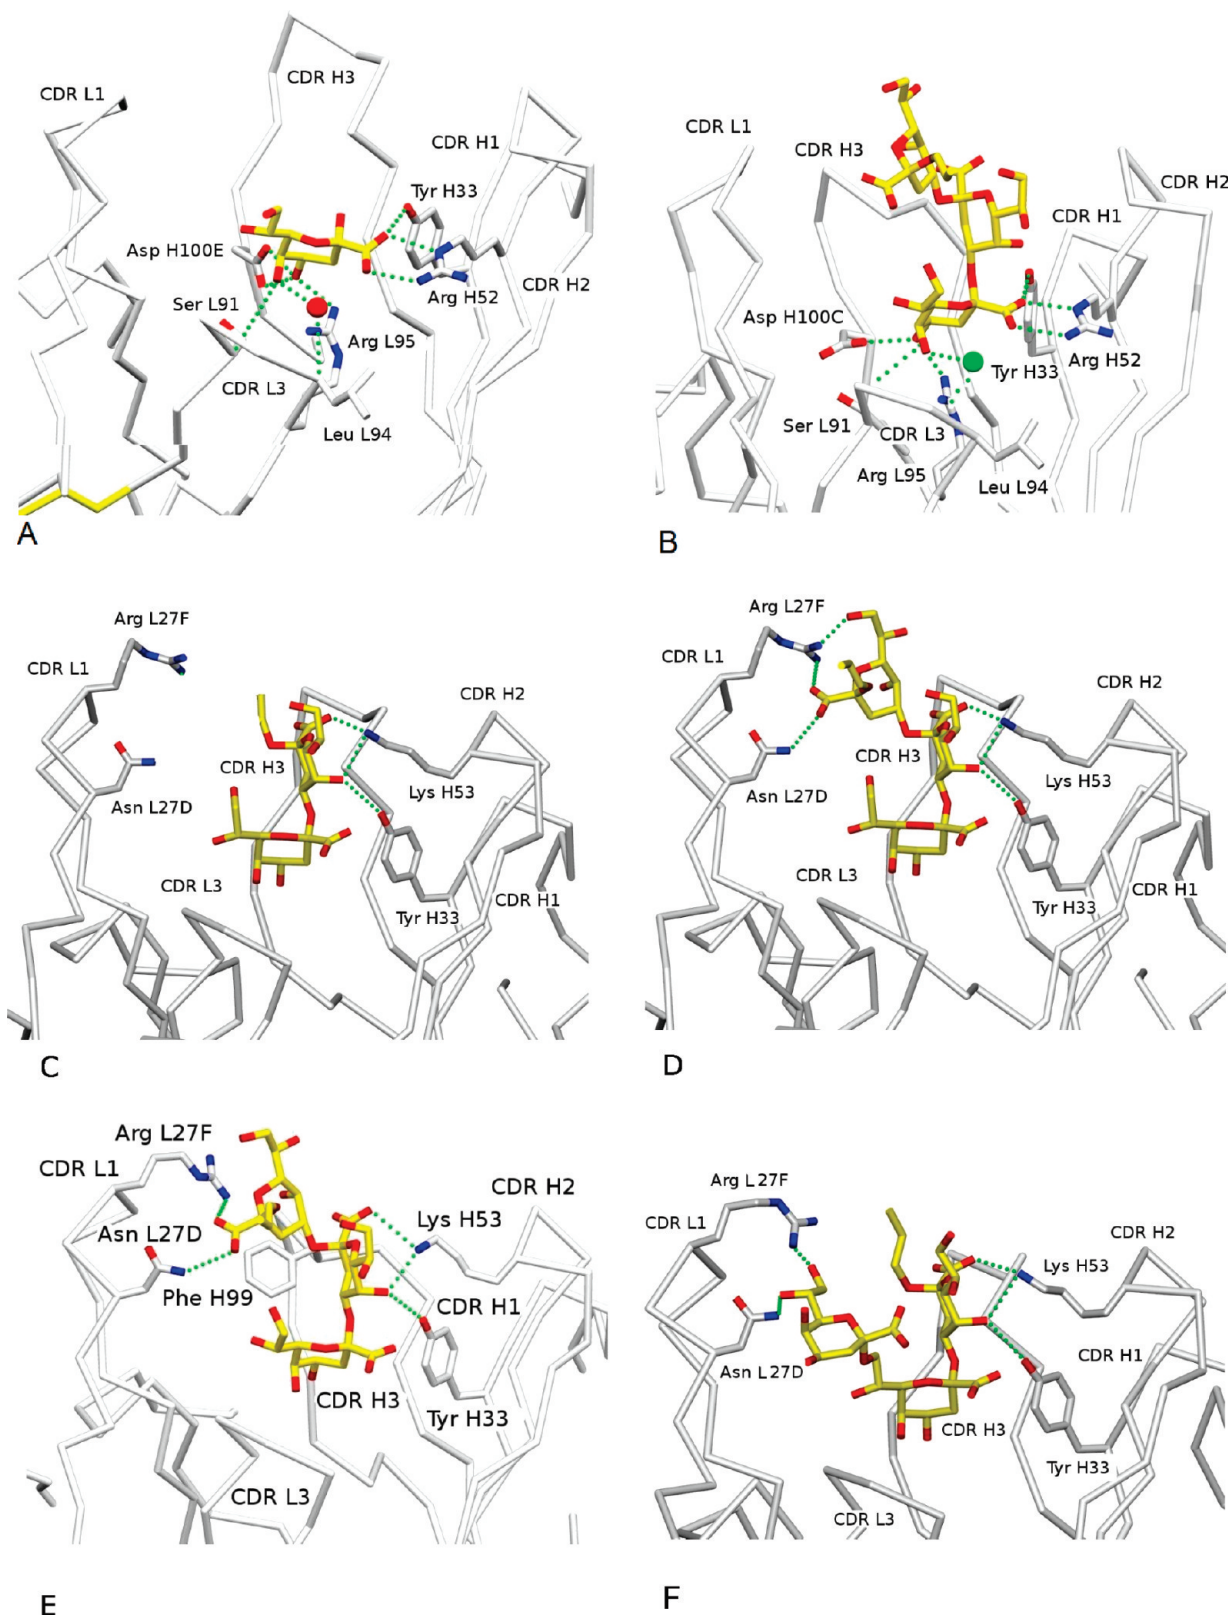 CDR L1
CDR H3
CDR H1
Tyr H33
Asp H100E
Arg H52
CDR H2
Ser L91
Arg L95
CDR L3
Leu L94
A
CDR L1
CDR H3
CDR H2
CDR H1
Asp H100C
Tyr H33
Arg H52
Ser L91
CDR L3
Arg L95
Leu L94
B
Arg L27F
CDR L1
CDR H2
CDR H3
Lys H53
Asn L27D
CDR L3
Tyr H33
CDR H1
C
Arg L27F
CDR L1
CDR H2
CDR H3
Lys H53
Asn L27D
CDR L3
Tyr H33
CDR H1
D
Arg L27F
CDR L1
CDR H2
Lys H53
Asn L27D
Phe H99
CDR H1
CDR H3
Tyr H33
CDR L3
E
Arg L27F
CDR L1
CDR H2
Lys H53
CDR H1
Asn L27D
CDR H3
Tyr H33
CDR L3
F